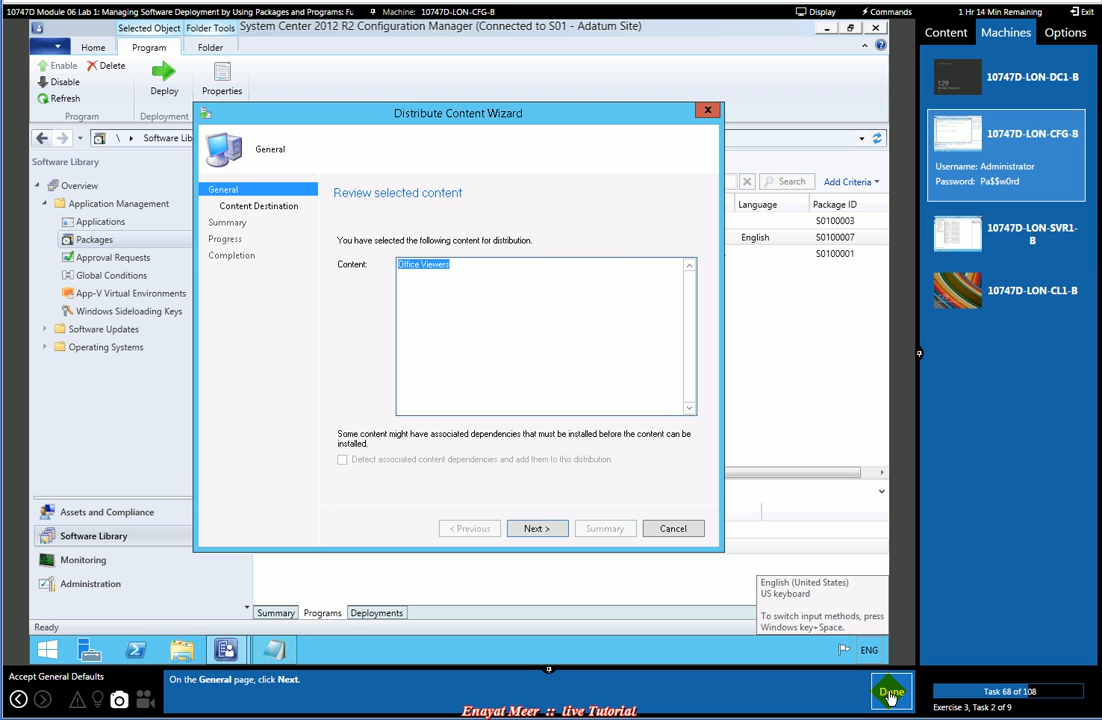 10747D Module 06 Lab 1: Managing Software Deployment by Using Packages and Programs: Fu Machine: 10747D-LON-CFG-B Display Commands 1 Hr 14 Min Remaining Exit
Selected Object Folder Tools System Center 2012 R2 Configuration Manager (Connected to S01 - Adatum Site)
Content Machines Options
Home Program Folder
Enable Delete
Disable
Refresh
Deploy
Properties
Program Deployment
\ Software Lib
Software Library
Overview
Application Management
Applications
Packages
Approval Requests
Global Conditions
App-V Virtual Environments
Windows Sideloading Keys
Software Updates
Operating Systems
Assets and Compliance
Software Library
Monitoring
Administration
Search Add Criteria
Language Package ID
S0100003
English S0100007
S0100001
Distribute Content Wizard
General
General
Content Destination
Summary
Progress
Completion
Review selected content
You have selected the following content for distribution.
Content: Office Viewers
Some content might have associated dependencies that must be installed before the content can be
installed.
Detect associated content dependencies and add them to this distribution
< Previous Next > Summary Cancel
English (United States)
US keyboard
To switch input methods, press
Windows key+Space.
Summary Programs Deployments
Ready
ENG
10747D-LON-DC1-B
10747D-LON-CFG-B
Username: Administrator
Password: Pa$$w0rd
10747D-LON-SVR1-
B
10747D-LON-CL1-B
Accept General Defaults
On the General page, click Next.
Done
Task 68 of 108
Exercise 3, Task 2 of 9
Enayat Meer :: live Tutorial